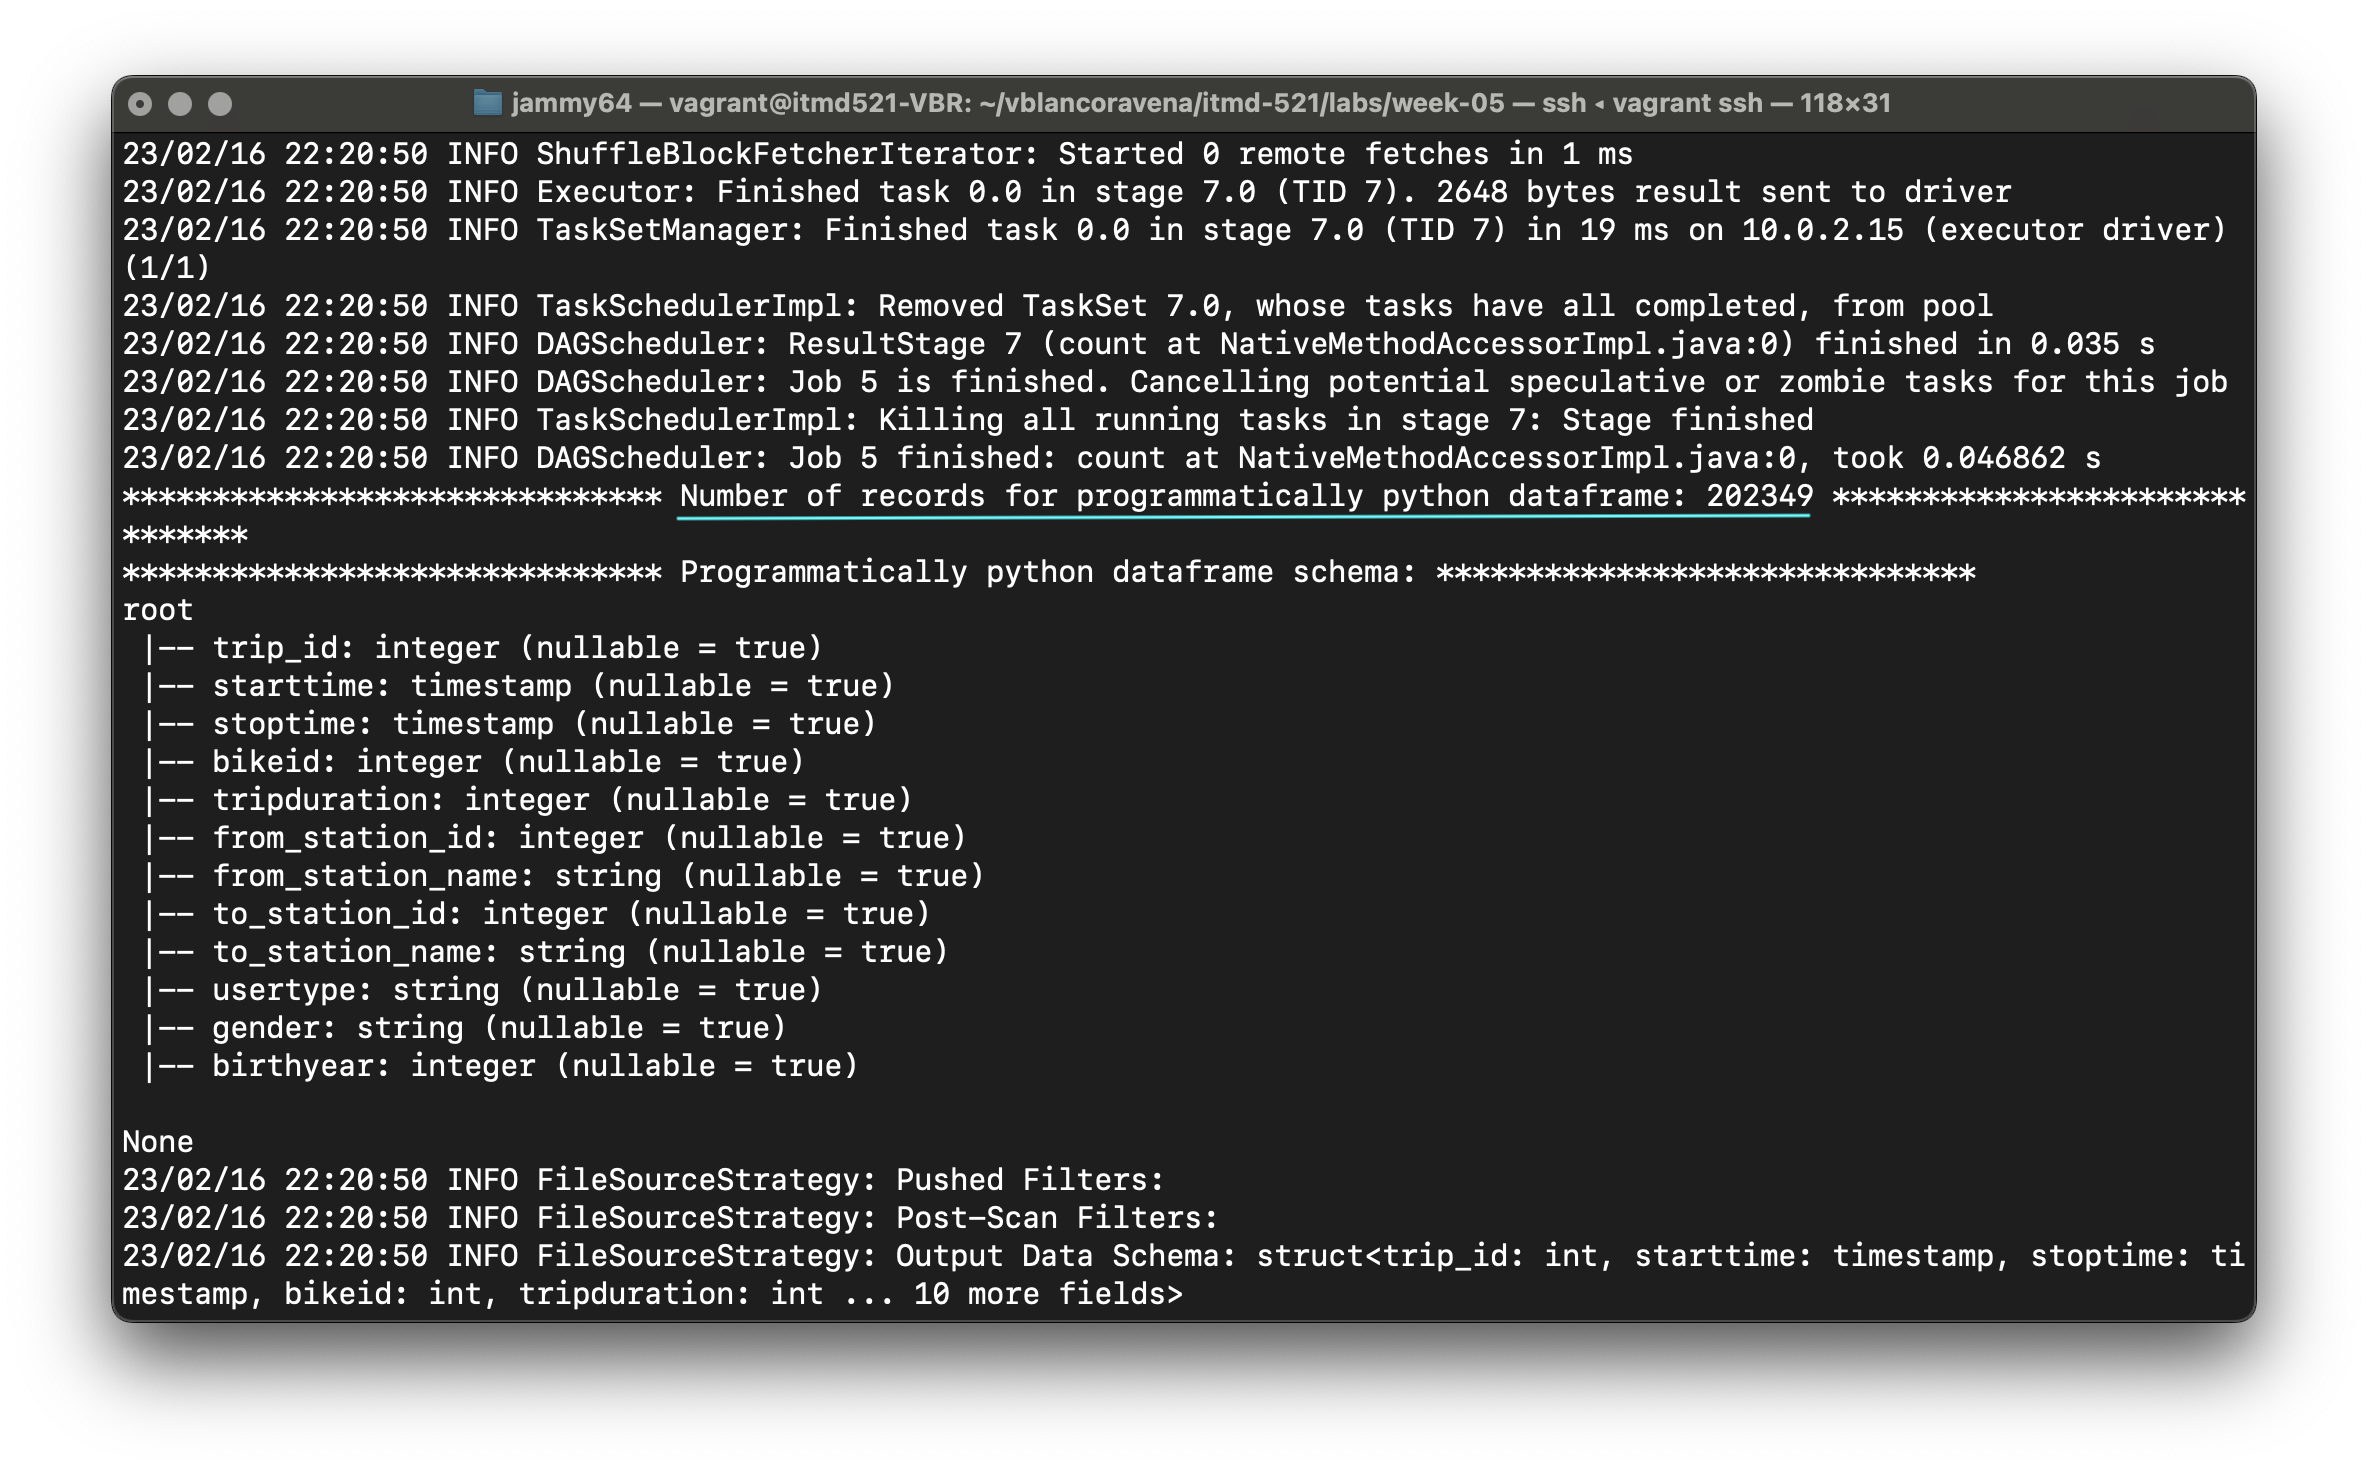 jammy64 — vagrant@itmd521-VBR: ~/vblancoravena/itmd-521/labs/week-05 — ssh ◂ vagrant ssh — 118×31
23/02/16 22:20:50 INFO ShuffleBlockFetcherIterator: Started 0 remote fetches in 1 ms
23/02/16 22:20:50 INFO Executor: Finished task 0.0 in stage 7.0 (TID 7). 2648 bytes result sent to driver
23/02/16 22:20:50 INFO TaskSetManager: Finished task 0.0 in stage 7.0 (TID 7) in 19 ms on 10.0.2.15 (executor driver)
(1/1)
23/02/16 22:20:50 INFO TaskSchedulerImpl: Removed TaskSet 7.0, whose tasks have all completed, from pool
23/02/16 22:20:50 INFO DAGScheduler: ResultStage 7 (count at NativeMethodAccessorImpl.java:0) finished in 0.035 s
23/02/16 22:20:50 INFO DAGScheduler: Job 5 is finished. Cancelling potential speculative or zombie tasks for this job
23/02/16 22:20:50 INFO TaskSchedulerImpl: Killing all running tasks in stage 7: Stage finished
23/02/16 22:20:50 INFO DAGScheduler: Job 5 finished: count at NativeMethodAccessorImpl.java:0, took 0.046862 s
****************************** Number of records for programmatically python dataframe: 202349 ***********************
*******
****************************** Programmatically python dataframe schema: ******************************
root
 |-- trip_id: integer (nullable = true)
 |-- starttime: timestamp (nullable = true)
 |-- stoptime: timestamp (nullable = true)
 |-- bikeid: integer (nullable = true)
 |-- tripduration: integer (nullable = true)
 |-- from_station_id: integer (nullable = true)
 |-- from_station_name: string (nullable = true)
 |-- to_station_id: integer (nullable = true)
 |-- to_station_name: string (nullable = true)
 |-- usertype: string (nullable = true)
 |-- gender: string (nullable = true)
 |-- birthyear: integer (nullable = true)
None
23/02/16 22:20:50 INFO FileSourceStrategy: Pushed Filters:
23/02/16 22:20:50 INFO FileSourceStrategy: Post-Scan Filters:
23/02/16 22:20:50 INFO FileSourceStrategy: Output Data Schema: struct<trip_id: int, starttime: timestamp, stoptime: ti
mestamp, bikeid: int, tripduration: int ... 10 more fields>